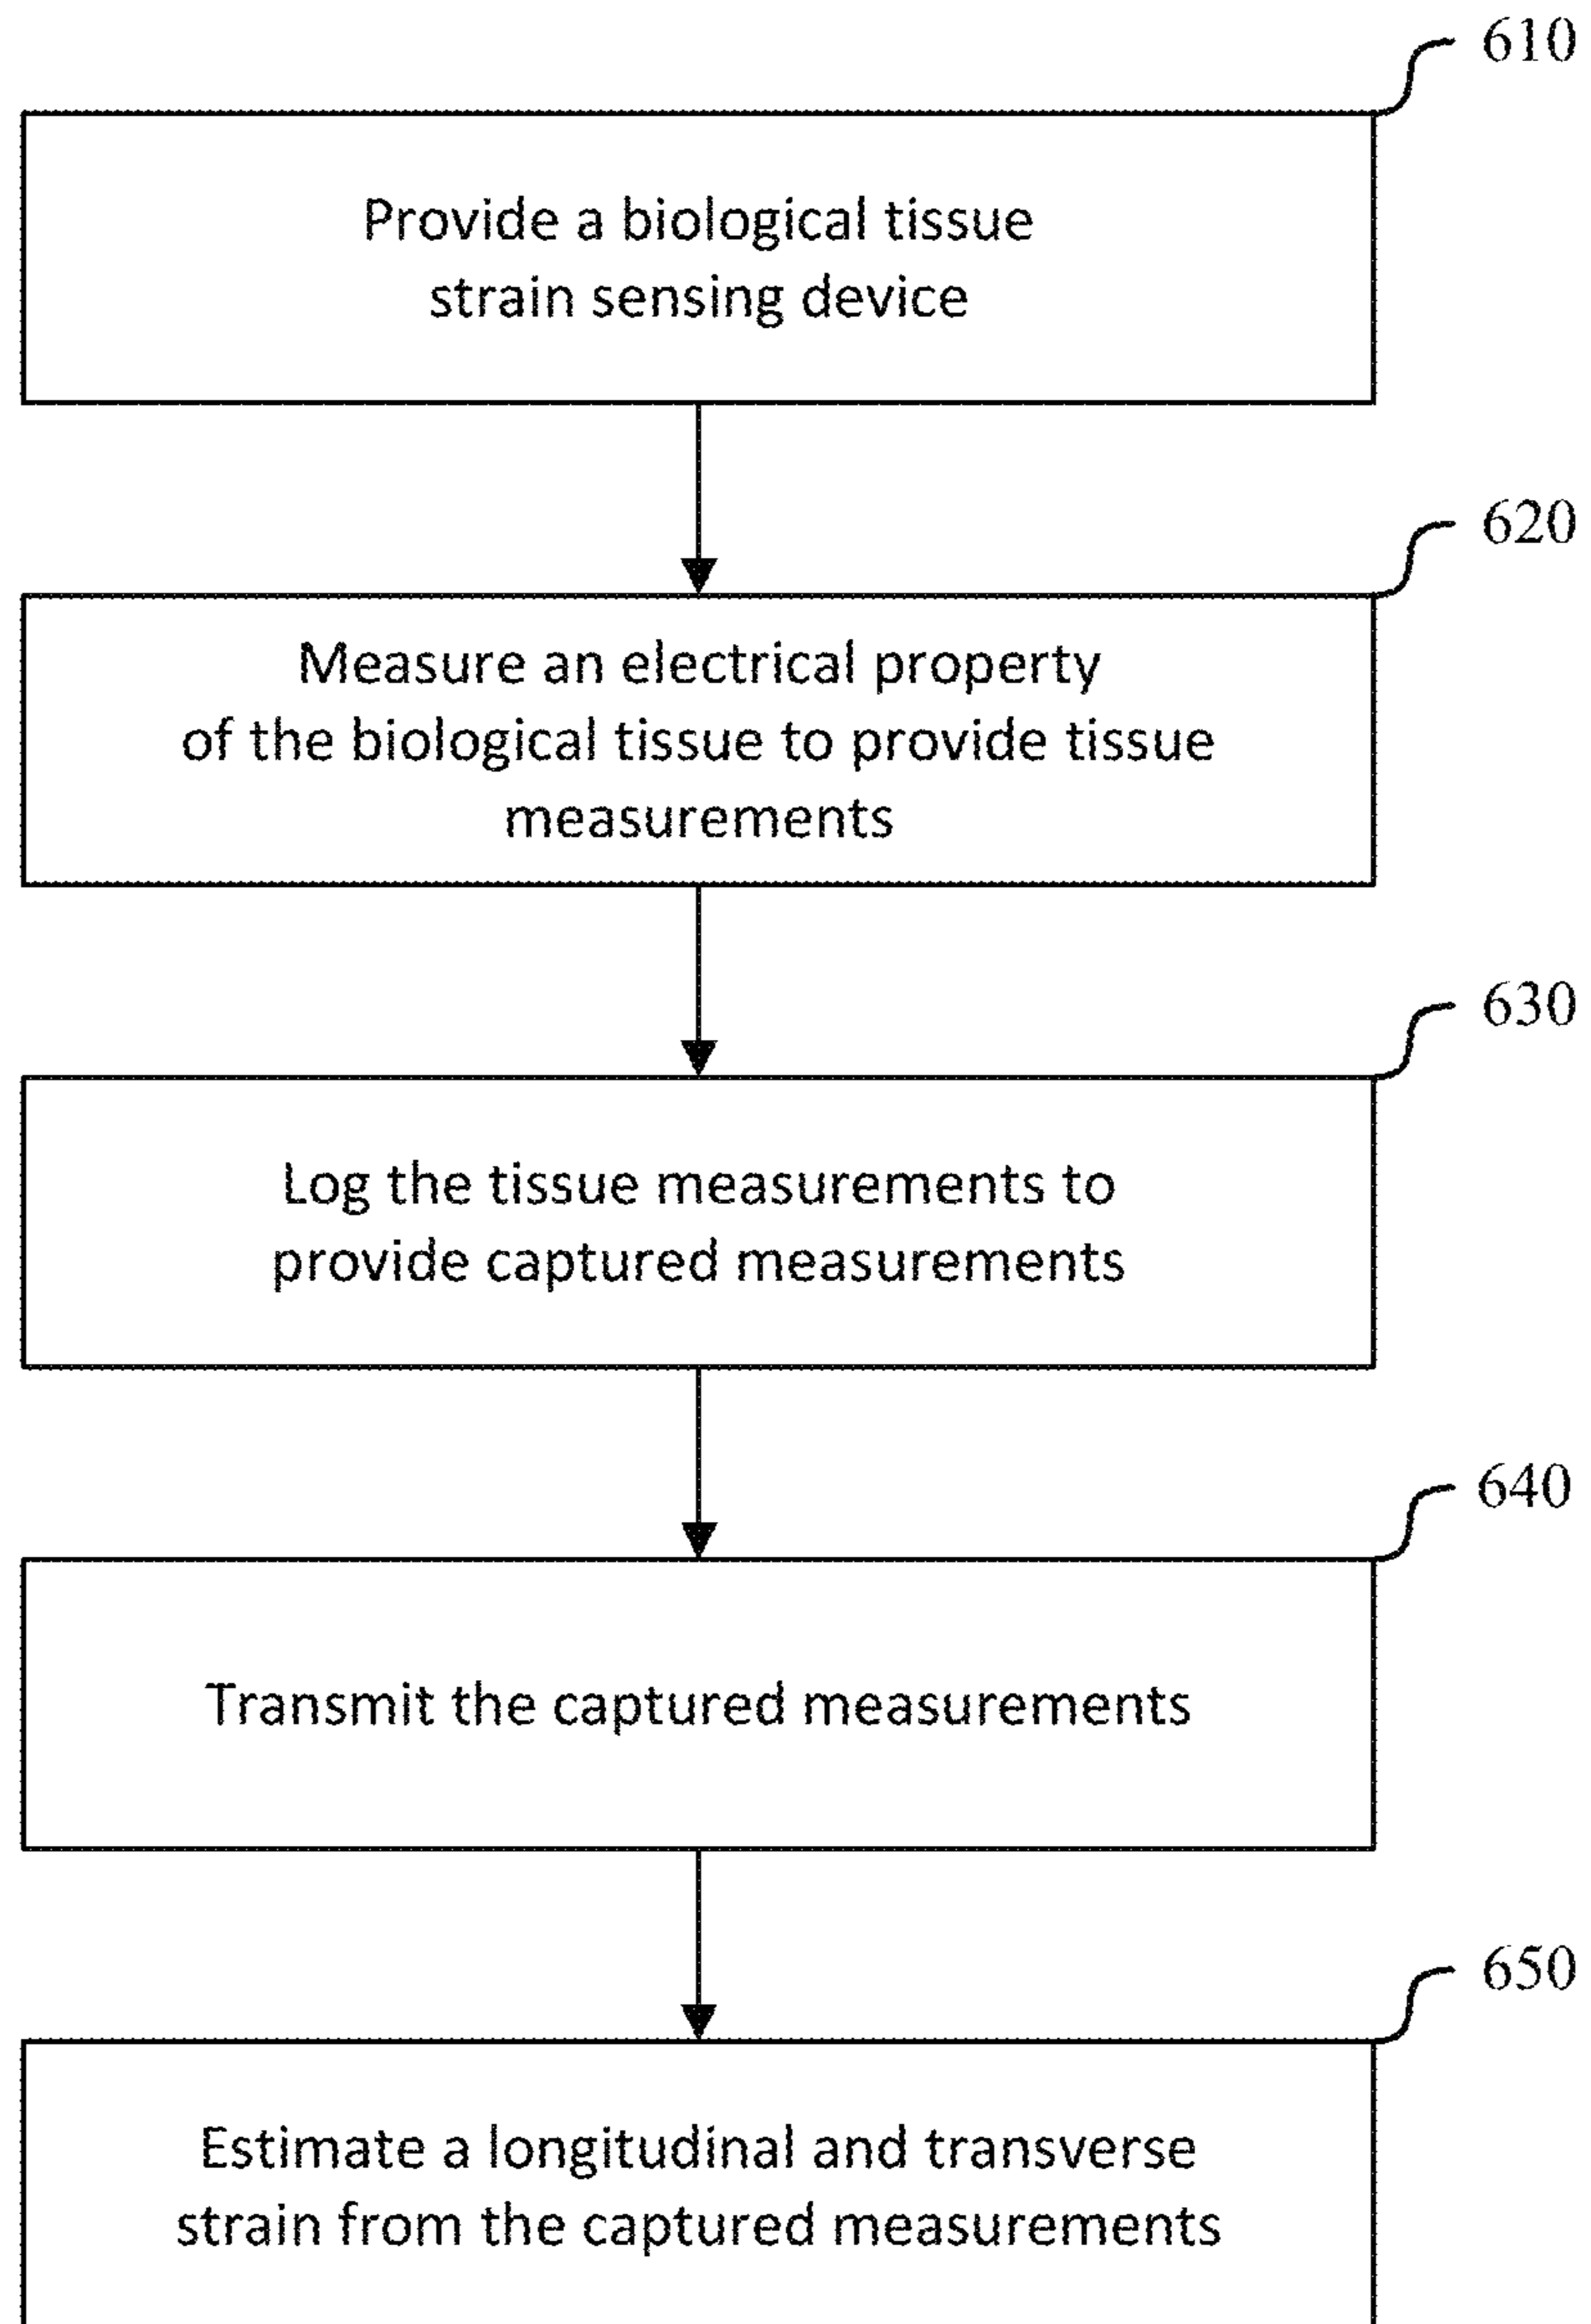 610
Provide a biological tissue
strain sensing device
620
Measure an electrical property
of the biological tissue to provide tissue
measurements
630
Log the tissue measurements to
provide captured measurements
640
Transmit the captured measurements
650
Estimate a longitudinal and transverse
strain from the captured measurements